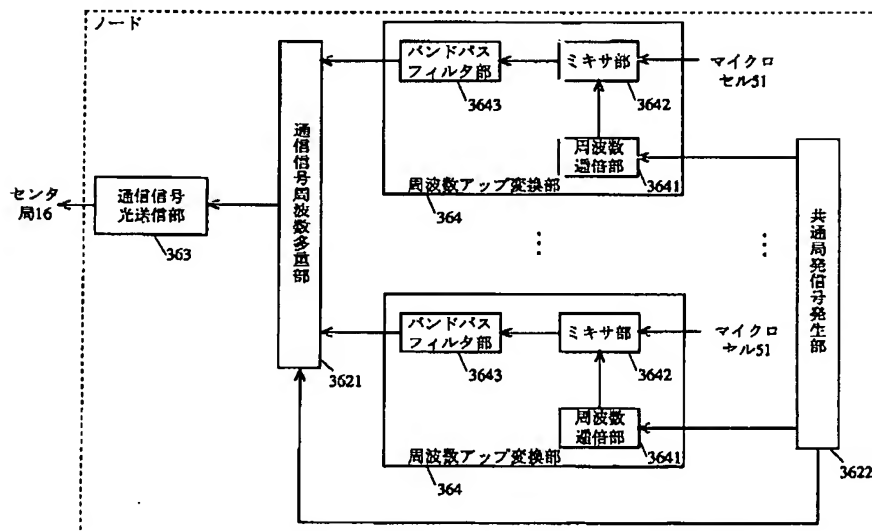 ノード
バンドパス
フィルタ部
3643
ミキサ部
3642
マイクロ
セル51
周波数
逓倍部
3641
周波数アップ変換部
364
通信信号周波数多重部
3621
センタ
局16
通信信号
光送信部
363
共通局発信号発生部
3622
バンドパス
フィルタ部
3643
ミキサ部
3642
マイクロ
セル51
周波数
逓倍部
3641
周波数アップ変換部
364